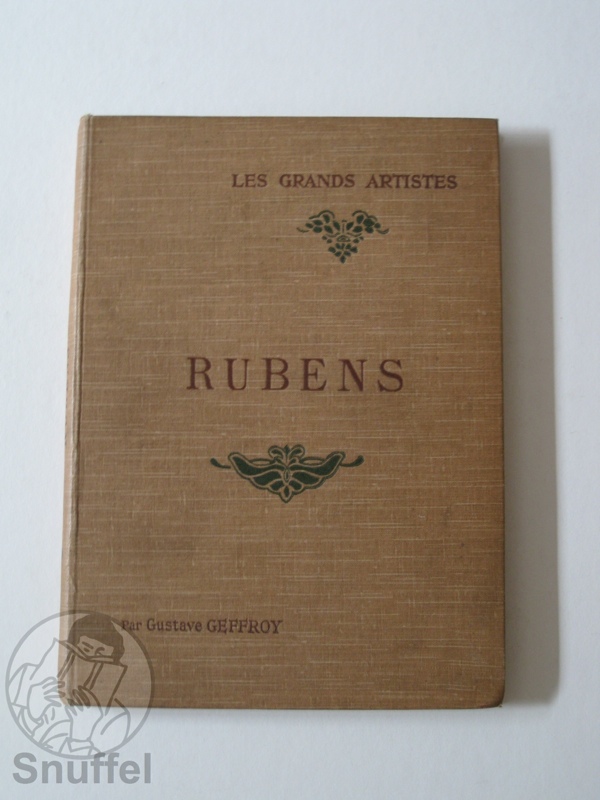 LES GRANDS ARTISTES
RUBENS
Par Gustave GEFFROY
Snuffel